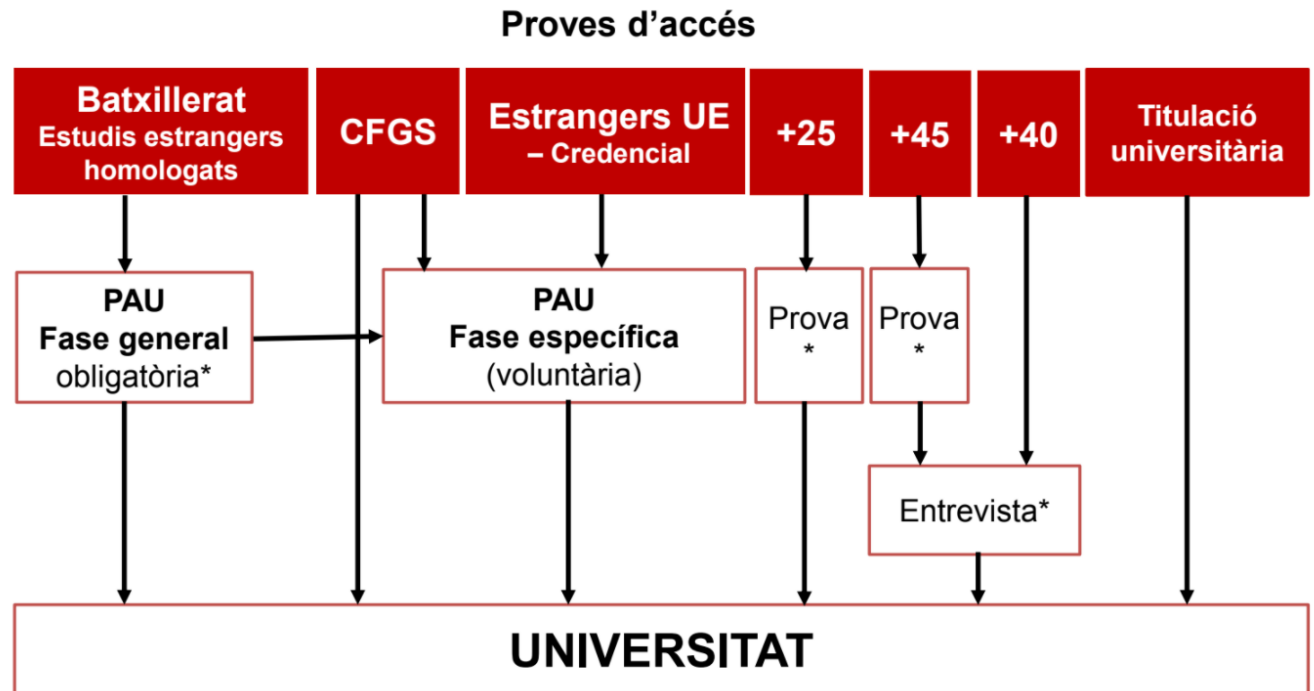 Proves d’accés
Batxillerat
Estudis estrangers
homologats
CFGS
Estrangers UE
– Credencial
+25
+45
+40
Titulació
universitària
PAU
Fase general
obligatòria*
PAU
Fase específica
(voluntària)
Prova
*
Prova
*
Entrevista*
UNIVERSITAT